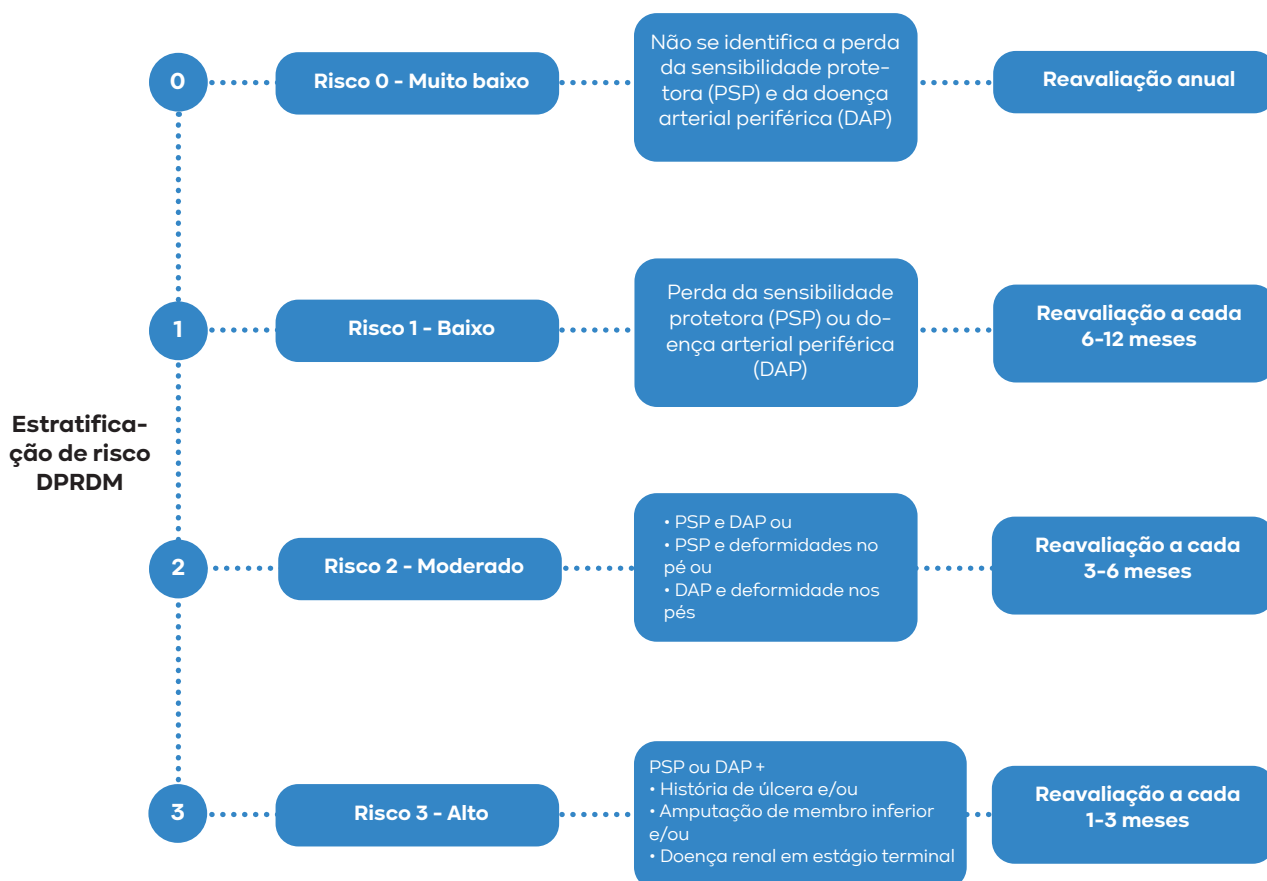 0
Risco 0 - Muito baixo
Não se identifica a perda
da sensibilidade prote-
tora (PSP) e da doença
arterial periférica (DAP)
Reavaliação anual
1
Risco 1 - Baixo
Perda da sensibilidade
protetora (PSP) ou do-
ença arterial periférica
(DAP)
Reavaliação a cada
6-12 meses
Estratifica-
ção de risco
DPRDM
2
Risco 2 - Moderado
• PSP e DAP ou
• PSP e deformidades no
pé ou
• DAP e deformidade nos
pés
Reavaliação a cada
3-6 meses
3
Risco 3 - Alto
PSP ou DAP +
• História de úlcera e/ou
• Amputação de membro inferior
e/ou
• Doença renal em estágio terminal
Reavaliação a cada
1-3 meses